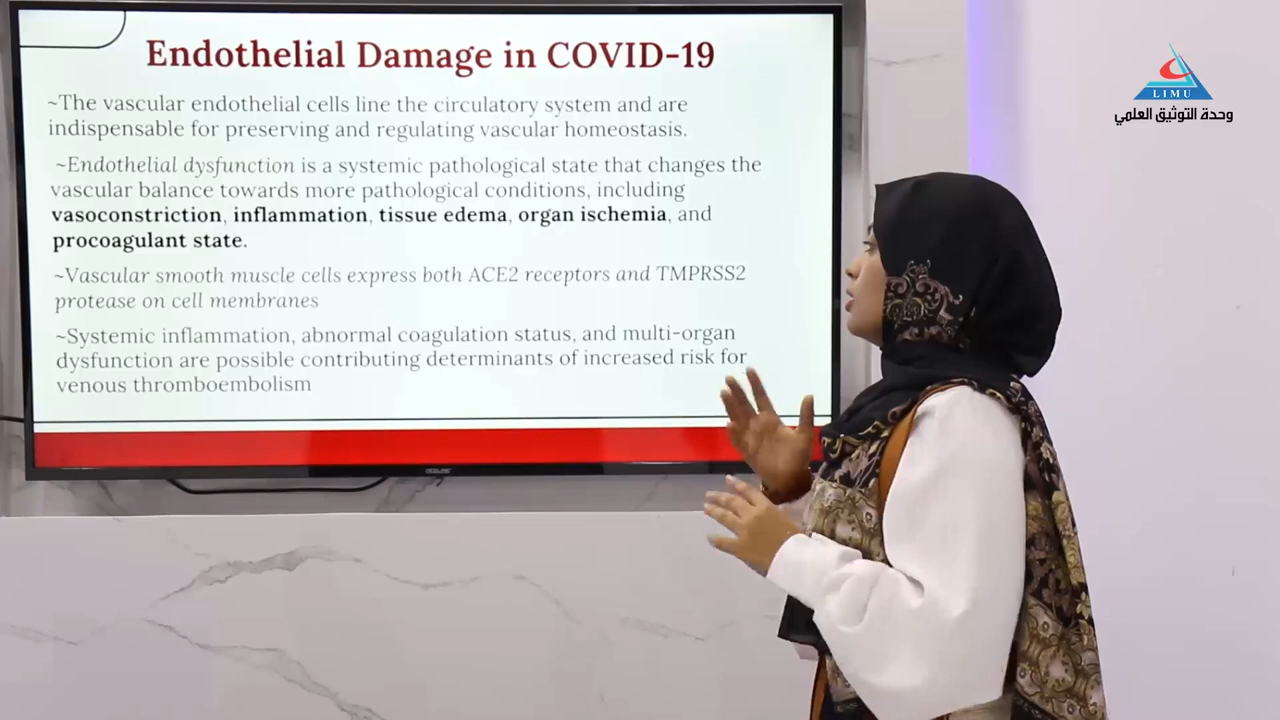 Endothelial Damage in COVID-19
~The vascular endothelial cells line the circulatory system and are
indispensable for preserving and regulating vascular homeostasis.
~Endothelial dysfunction is a systemic pathological state that changes the
vascular balance towards more pathological conditions, including
vasoconstriction, inflammation, tissue edema, organ ischemia, and
procoagulant state.
~Vascular smooth muscle cells express both ACE2 receptors and TMPRSS2
protease on cell membranes
~Systemic inflammation, abnormal coagulation status, and multi-organ
dysfunction are possible contributing determinants of increased risk for
venous thromboembolism
LIMU
وحدة التوثيق العلمي